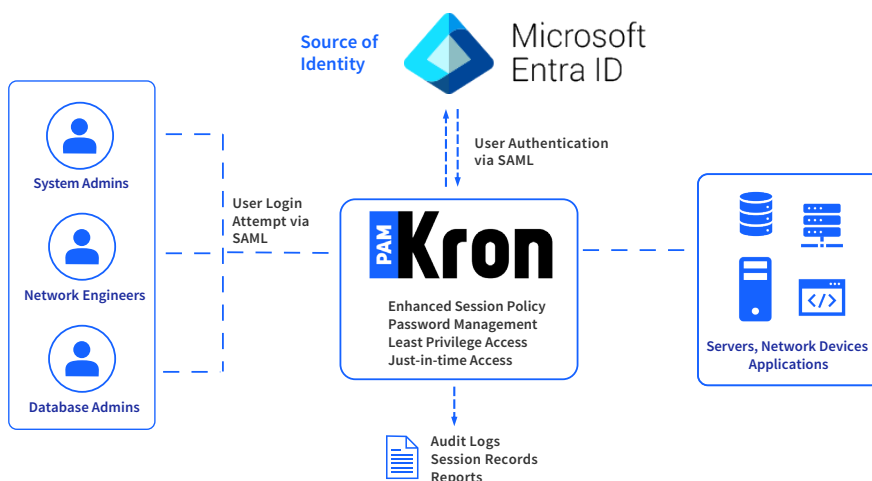 Source of
Identity
Microsoft
Entra ID
User Authentication
via SAML
System Admins
Network Engineers
Database Admins
User Login
Attempt via
SAML
PAM
Kron
Enhanced Session Policy
Password Management
Least Privilege Access
Just-in-time Access
</>
Servers, Network Devices
Applications
Audit Logs
Session Records
Reports